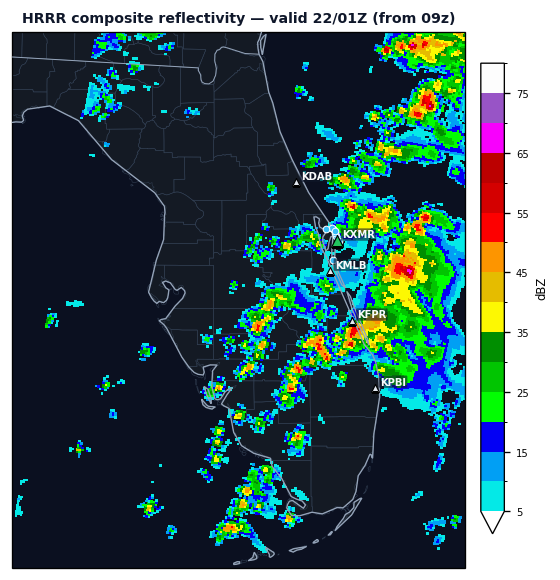 HRRR composite reflectivity — valid 22/01Z (from 09z)
75
65
55
45
35
25
15
5
dBZ
KDAB
KXMR
KMLB
KFPR
KPBI